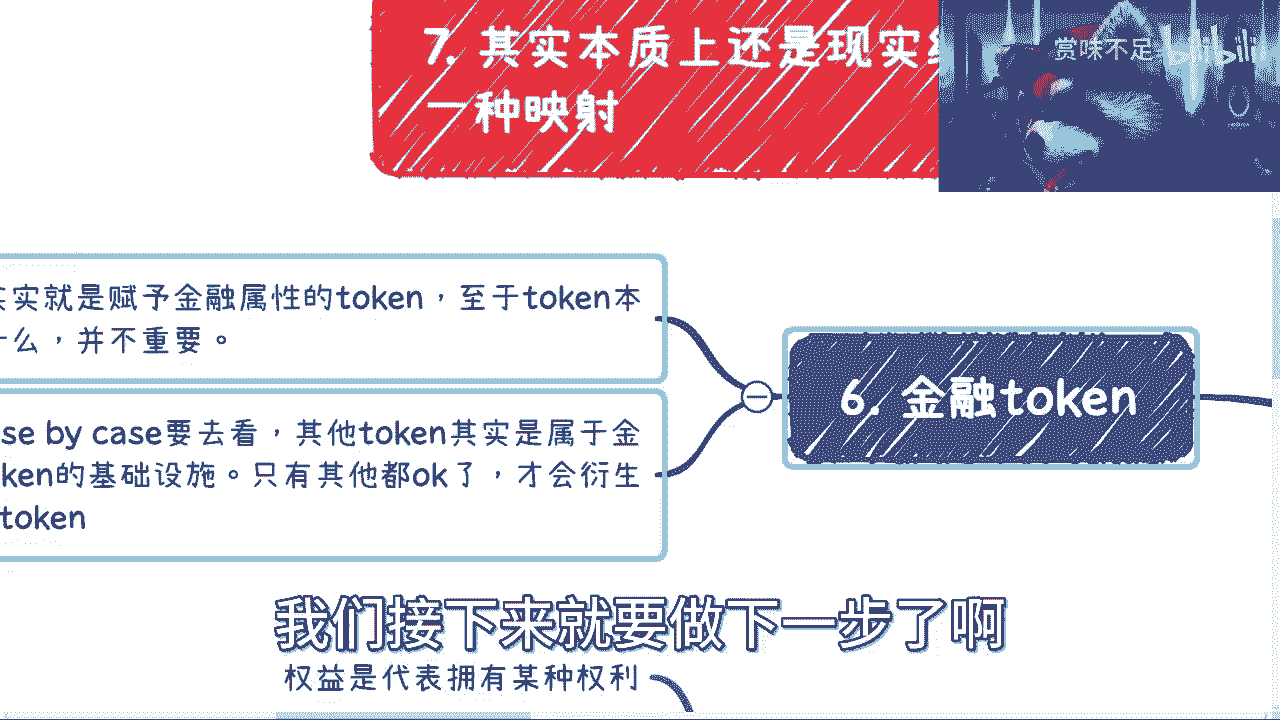 7. 其实本质上还是现实
一种映射
赏味不足
实就是赋予金融属性的token，至于token本
么，并不重要。
se by case要去看，其他token其实是属于金
ken的基础设施。只有其他都ok了，才会衍生
token
6. 金融token
我们接下来就要做下一步了啊
权益是代表拥有某种权利